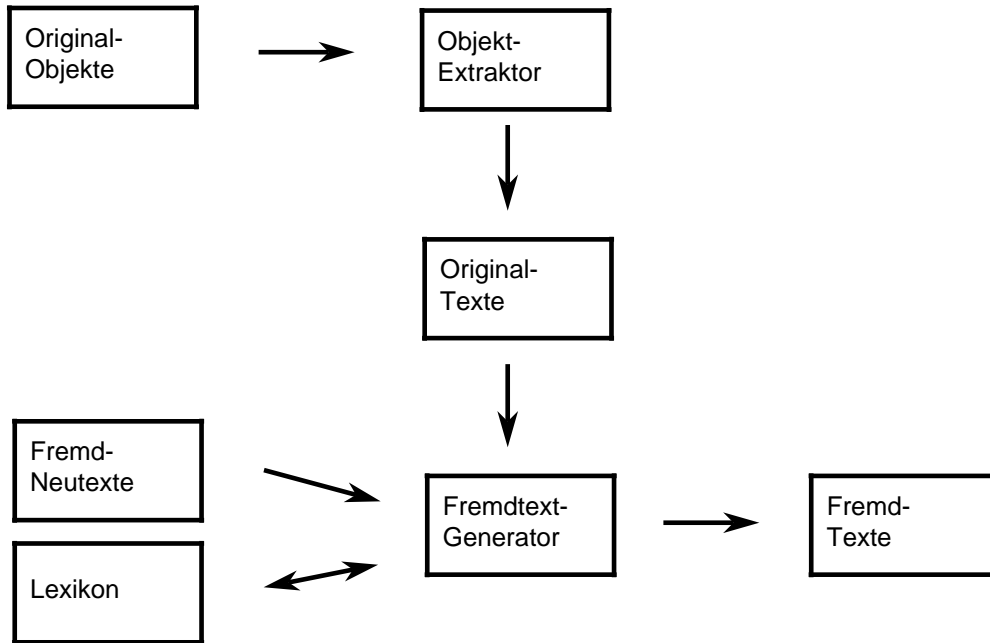 Original-
Objekte
Objekt-
Extraktor
Original-
Texte
Fremd-
Neutexte
Fremdtext-
Generator
Fremd-
Texte
Lexikon